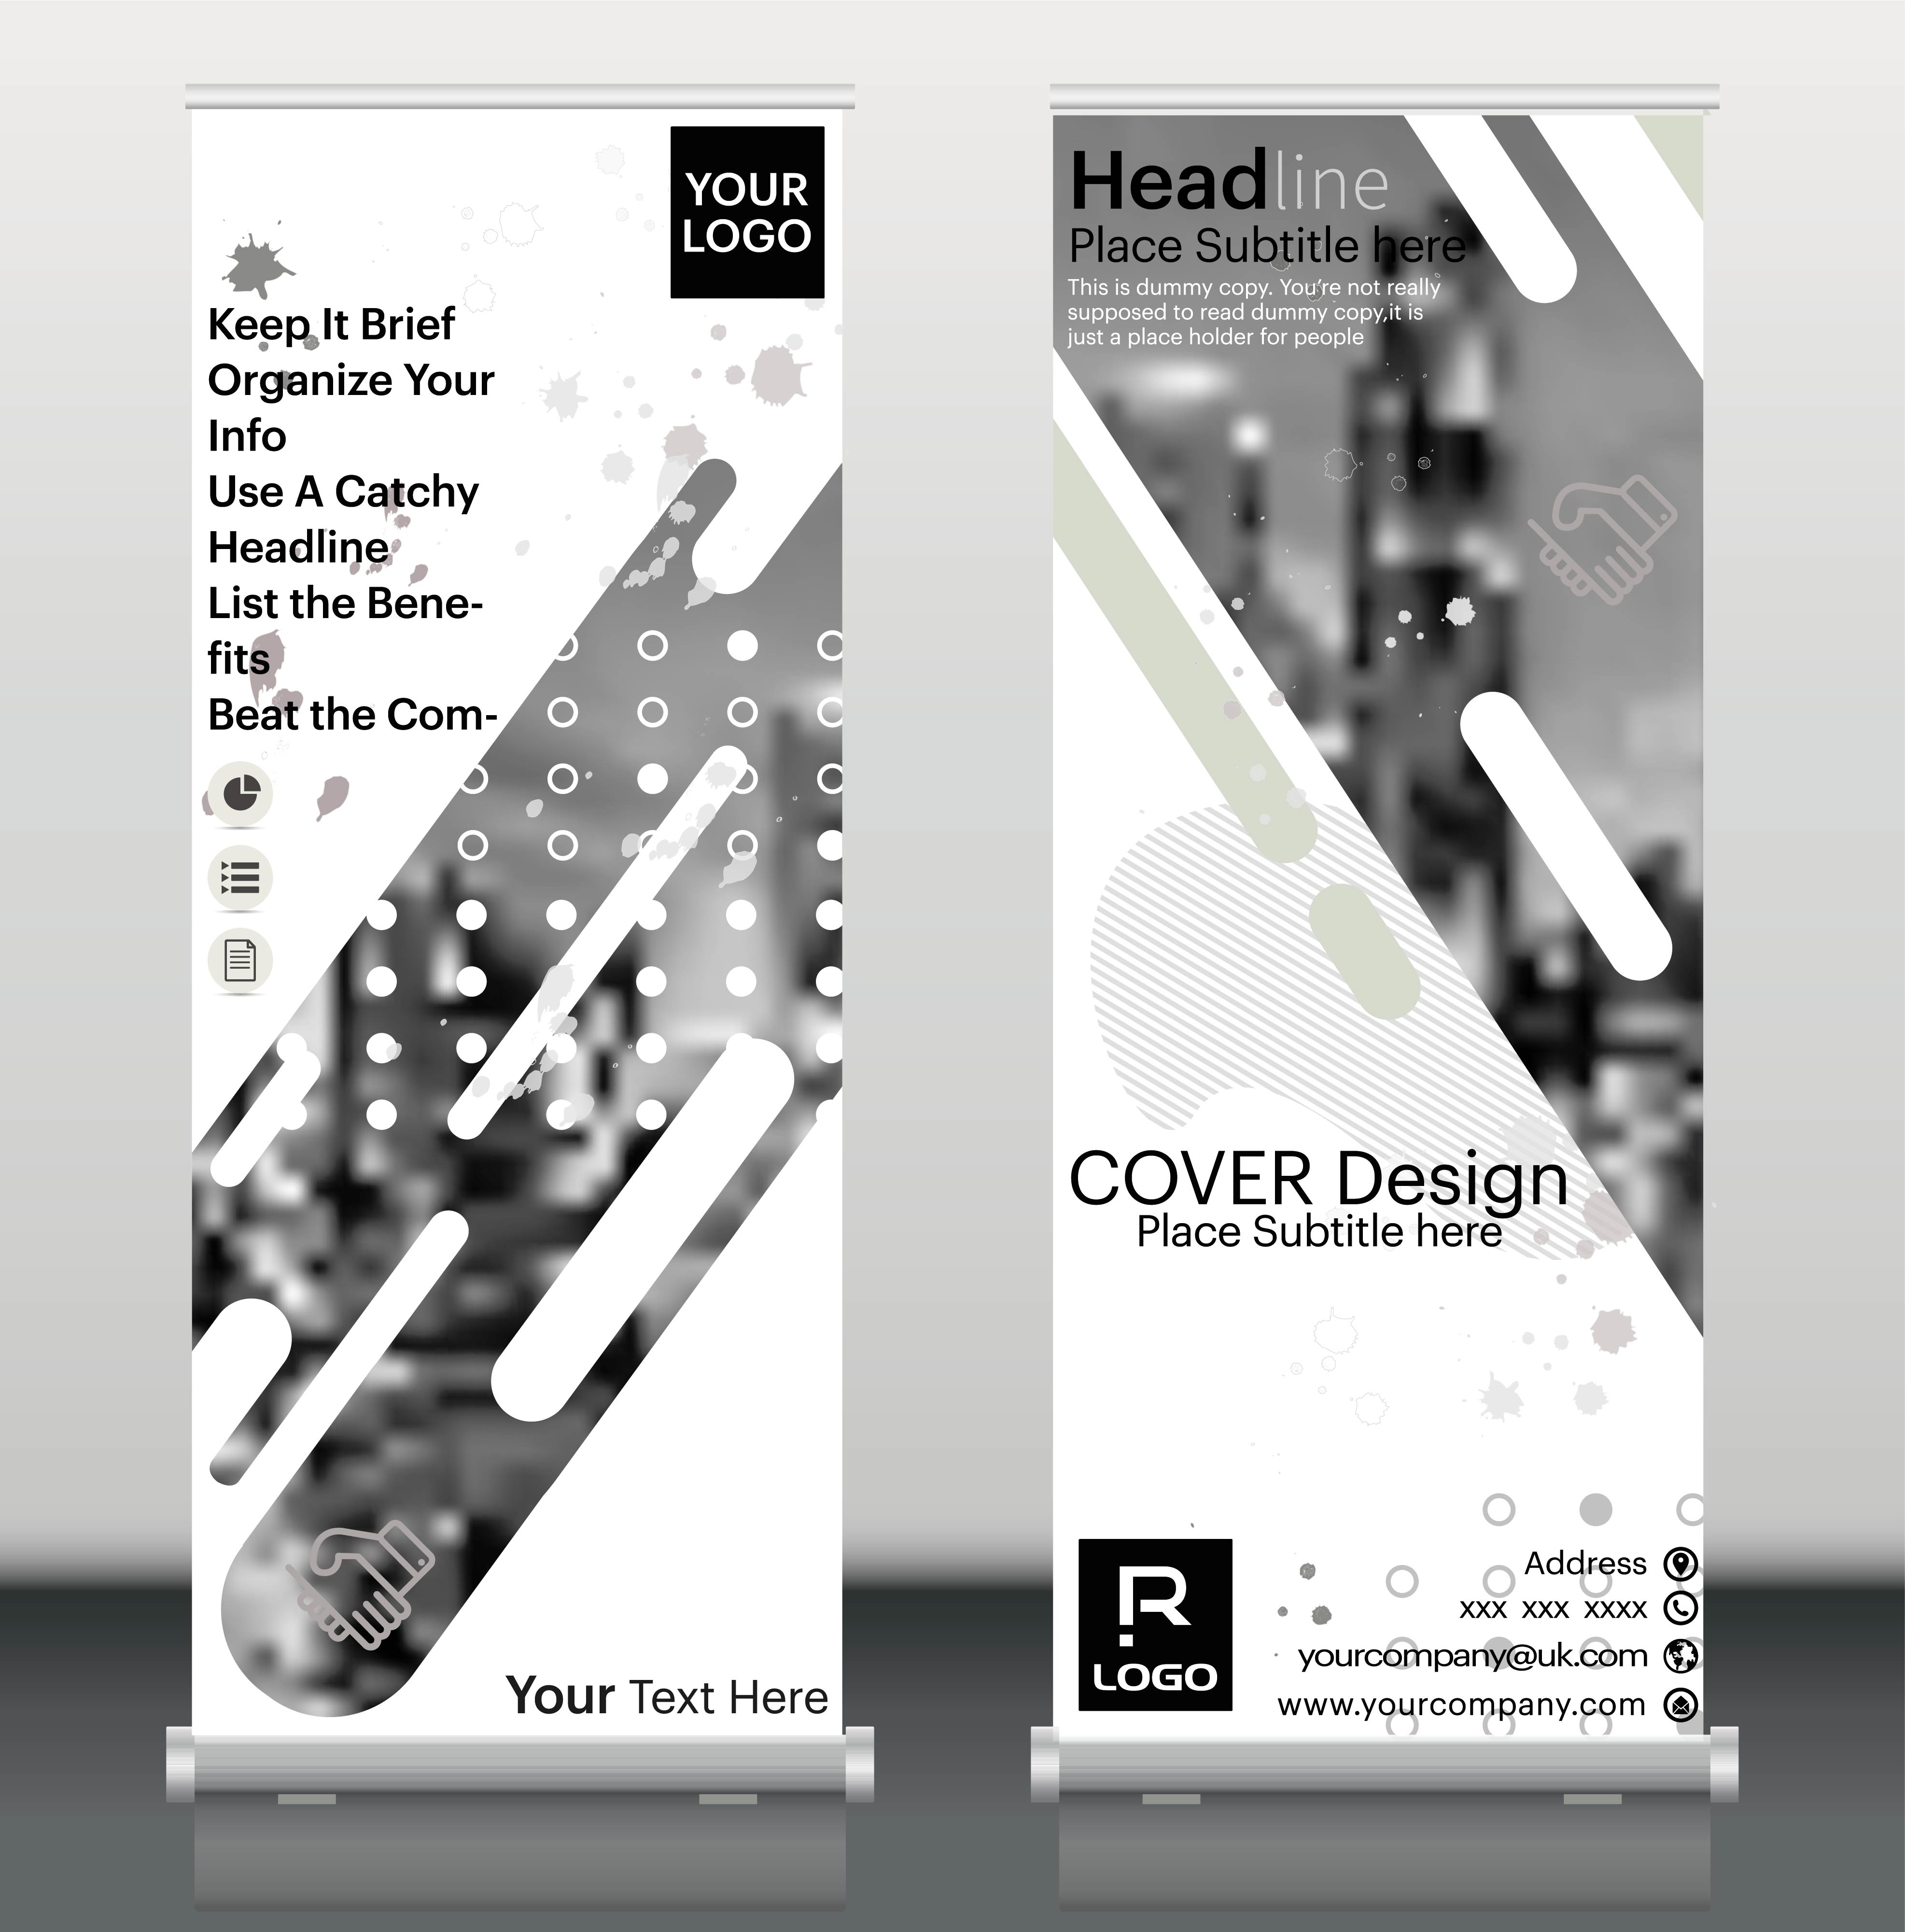 YOUR
LOGO
Keep It Brief
Organize Your
Info
Use A Catchy
Headline
List the Bene-
fits
Beat the Com-
Your Text Here
Headline
Place Subtitle here
This is dummy copy. You're not really
supposed to read dummy copy,it is
just a place holder for people
COVER Design
Place Subtitle here
R
LOGO
Address
xxx xxx xxxx
yourcompany@uk.com
www.yourcompany.com